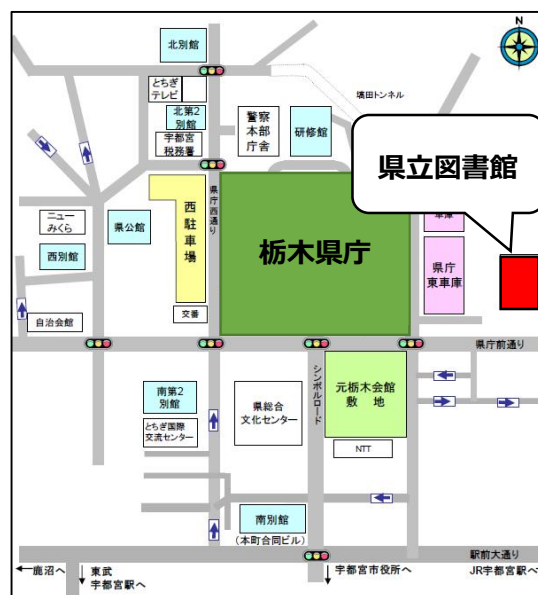 N
北別館
とちぎ
テレビ
塙田トンネル
北第2
別館
警察
本部
庁舎
研修館
宇都宮
税務署
県立図書館
県庁西通り
西駐車場
ニュー
みくら
県公館
車庫
栃木県庁
西別館
県庁
東車庫
交番
自治会館
県庁前通り
シンボルロード
南第2
別館
元栃木会館
敷 地
県総合
文化センター
とちぎ国際
交流センター
NTT
南別館
(本町合同ビル)
駅前大通り
鹿沼へ
東武
宇都宮駅へ
宇都宮市役所へ
JR宇都宮駅へ